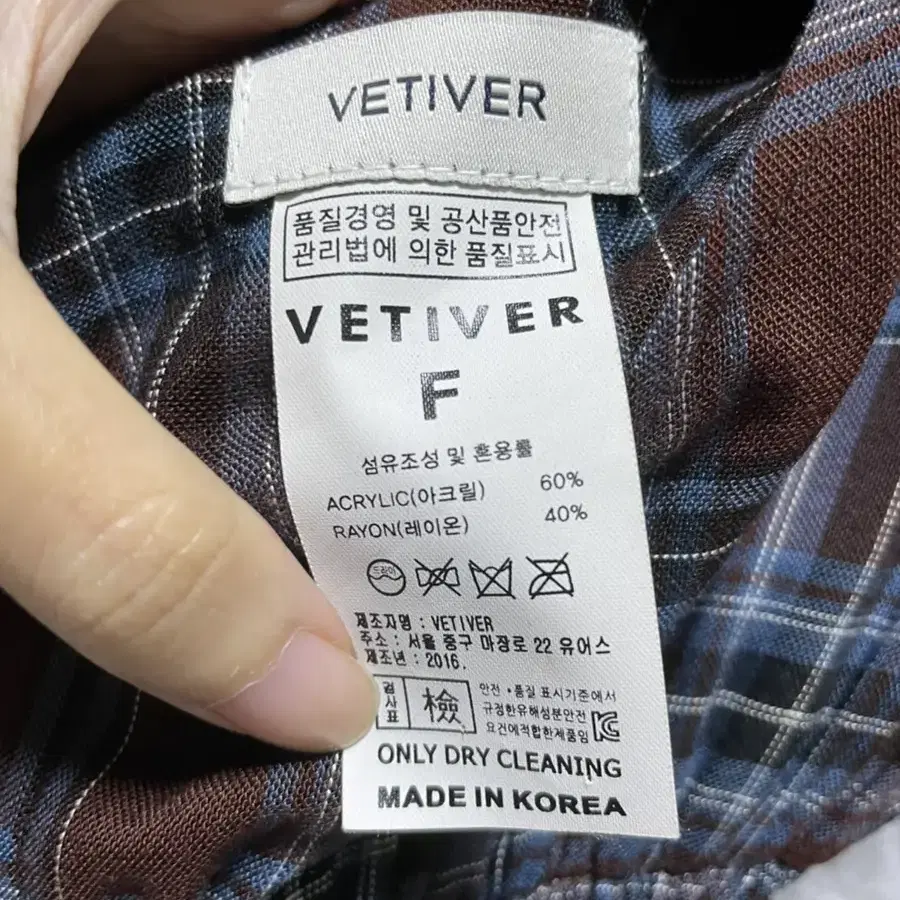 VETIVER
품질경영 및 공산품안전
관리법에 의한 품질표시
VETIVER
F
섬유조성 및 혼용률
ACRYLIC(아크릴) 60%
RAYON(레이온) 40%
드라이
제조자명 : VETIVER
주소 : 서울 중구 마장로 22 유어스
제조년 : 2016.
검사표
檢
안전·품질 표시기준에서
규정한유해성분안전
요건에적합한제품임
ONLY DRY CLEANING
MADE IN KOREA